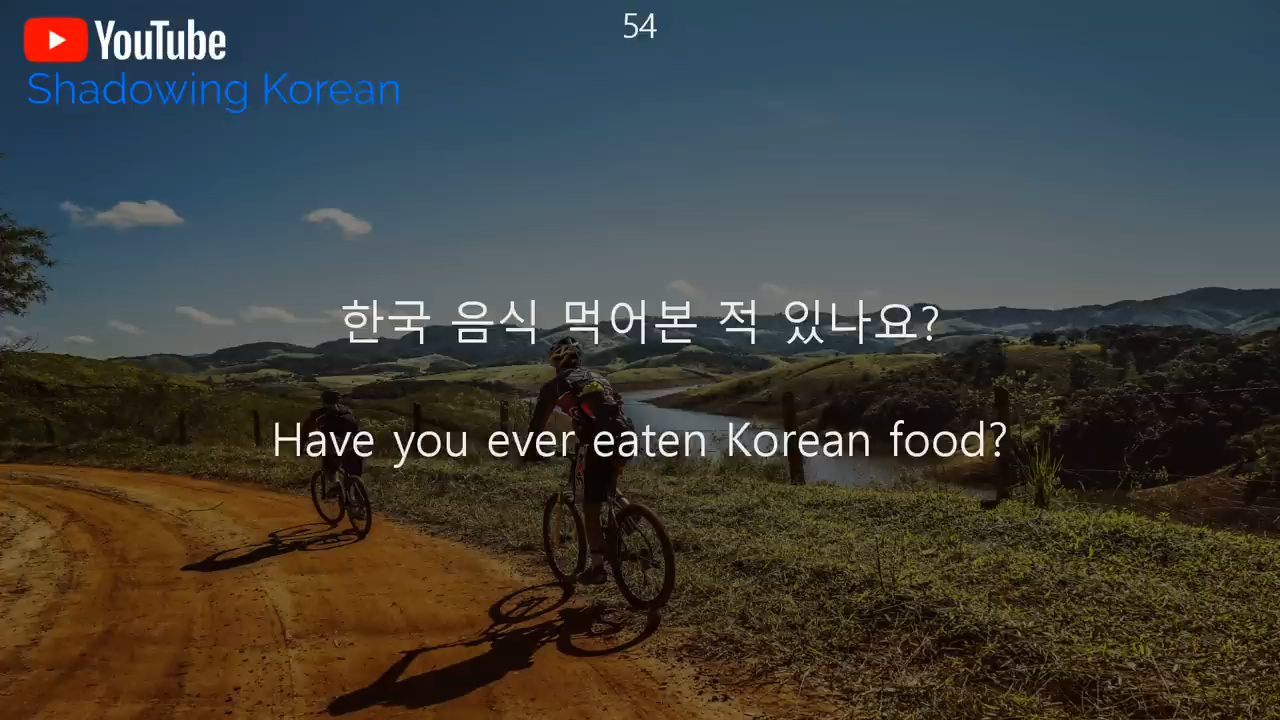 54
YouTube
Shadowing Korean
한국 음식 먹어본 적 있나요?
Have you ever eaten Korean food?